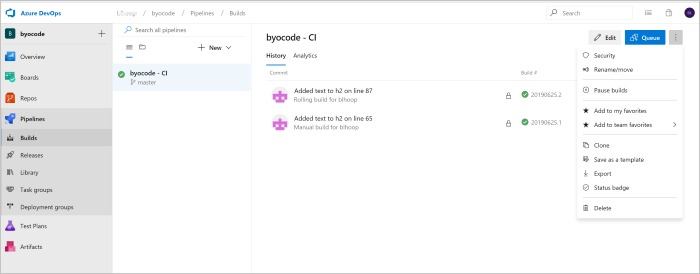 Azure DevOps
/ byocode / Pipelines / Builds
Search
B byocode
Overview
Boards
Repos
Pipelines
Builds
Releases
Library
Task groups
Deployment groups
Test Plans
Artifacts
Search all pipelines
+ New
byocode - CI
master
byocode - CI
Edit
Queue
History Analytics
Commit Build #
Added text to h2 on line 87
Rolling build for blhoop
20190625.2
Added text to h2 on line 65
Manual build for blhoop
20190625.1
Security
Rename/move
Pause builds
Add to my favorites
Add to team favorites
Clone
Save as a template
Export
Status badge
Delete